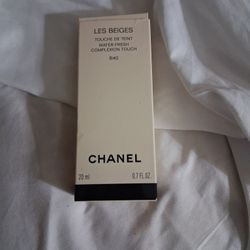 LES BEIGES
TOUCHE DE TEINT
WATER-FRESH
COMPLEXION TOUCH
B40
CHANEL
20 ml 0.7 FL. OZ.